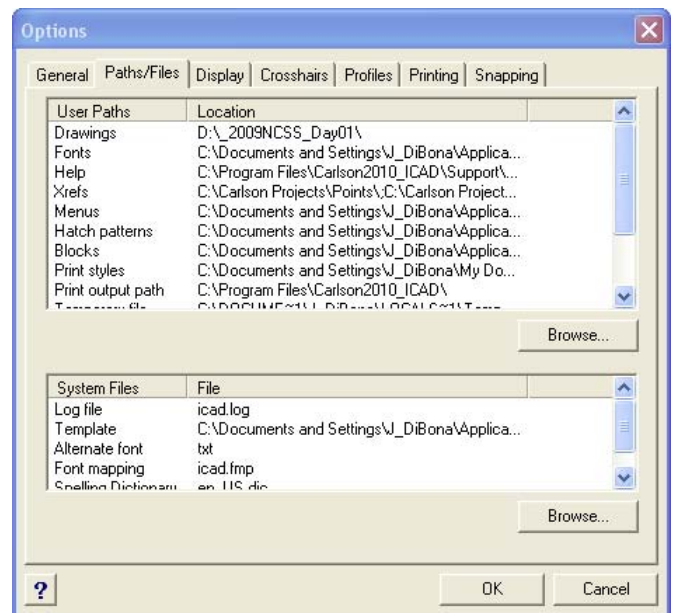 Options
General Paths/Files Display Crosshairs Profiles Printing Snapping
User Paths Location
Drawings D:\_2009NCSS_Day01\
Fonts C:\Documents and Settings\J_DiBona\Applica...
Help C:\Program Files\Carlson2010_ICAD\Support\...
Xrefs C:\Carlson Projects\Points\;C:\Carlson Project...
Menus C:\Documents and Settings\J_DiBona\Applica...
Hatch patterns C:\Documents and Settings\J_DiBona\Applica...
Blocks C:\Documents and Settings\J_DiBona\Applica...
Print styles C:\Documents and Settings\J_DiBona\My Do...
Print output path C:\Program Files\Carlson2010_ICAD\
Browse...
System Files File
Log file icad.log
Template C:\Documents and Settings\J_DiBona\Applica...
Alternate font txt
Font mapping icad.fmp
Spelling Dictionary en_US.dic
Browse...
? OK Cancel